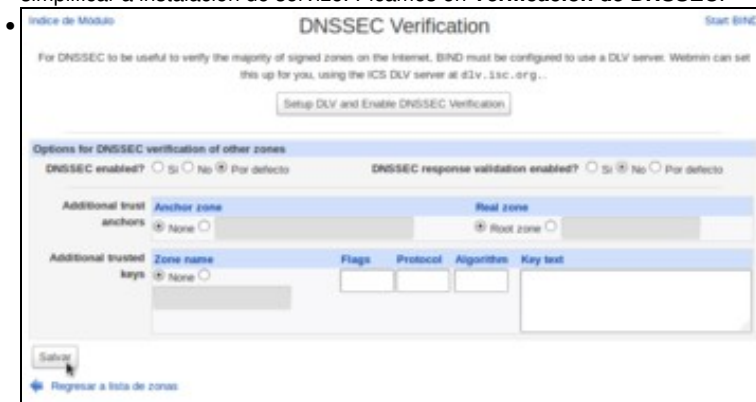 simplificar a instalación do servizo. Picamos en Verificación de DNSSEC.
Indice de Módulo
DNSSEC Verification
Start BIND
For DNSSEC to be useful to verify the majority of signed zones on the Internet, BIND must be configured to use a DLV server. Webmin can set
this up for you, using the ICS DLV server at dlv.isc.org..
Setup DLV and Enable DNSSEC Verification
Options for DNSSEC verification of other zones
DNSSEC enabled? Si No Por defecto DNSSEC response validation enabled? Si No Por defecto
Additional trust anchors
Anchor zone Real zone
None Root zone
Additional trusted keys
Zone name Flags Protocol Algorithm Key text
None
Salvar
Regresar a lista de zonas